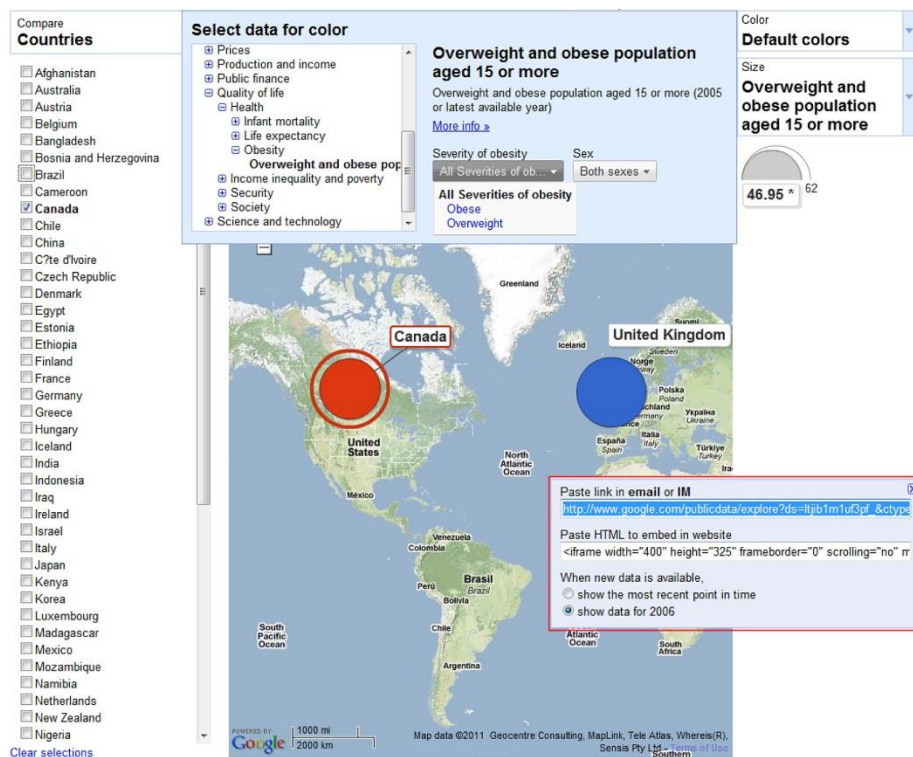 Compare
Countries
Afghanistan
Australia
Austria
Belgium
Bangladesh
Bosnia and Herzegovina
Brazil
Cameroon
Canada
Chile
China
C?te d'Ivoire
Czech Republic
Denmark
Egypt
Estonia
Ethiopia
Finland
France
Germany
Greece
Hungary
Iceland
India
Indonesia
Iraq
Ireland
Israel
Italy
Japan
Kenya
Korea
Luxembourg
Madagascar
Mexico
Mozambique
Namibia
Netherlands
New Zealand
Nigeria
Clear selections
Select data for color
Prices
Production and income
Public finance
Quality of life
Health
Infant mortality
Life expectancy
Obesity
Overweight and obese pop
Income inequality and poverty
Security
Society
Science and technology
Overweight and obese population
aged 15 or more
Overweight and obese population aged 15 or more (2005
or latest available year)
More info »
Severity of obesity Sex
All Severities of ob... Both sexes
All Severities of obesity
Obese
Overweight
Color
Default colors
Size
Overweight and
obese population
aged 15 or more
46.95 * 62
Greenland
Canada
United Kingdom
Suomi
Iceland
Sweden
Norge
Polska
Poland
Україна
Ukraine
España
Spain
Italia
Italy
Türkiye
Turkey
United
States
North
Atlantic
Ocean
México
Venezuela
Colombia
Brasil
Brazil
Perú
Bolivia
Chile
Argentina
South
Pacific
Ocean
Atlantic
Ocean
South
Africa
Paste link in email or IM
http://www.google.com/publicdata/explore?ds=ltjib1m1uf3pf_&ctype
Paste HTML to embed in website
<iframe width="400" height="325" frameborder="0" scrolling="no" m
When new data is available,
show the most recent point in time
show data for 2006
POWERED BY
Google
1000 mi
2000 km
Map data ©2011 Geocentre Consulting, MapLink, Tele Atlas, Whereis(R),
Sensis Pty Ltd - Terms of Use
Southern